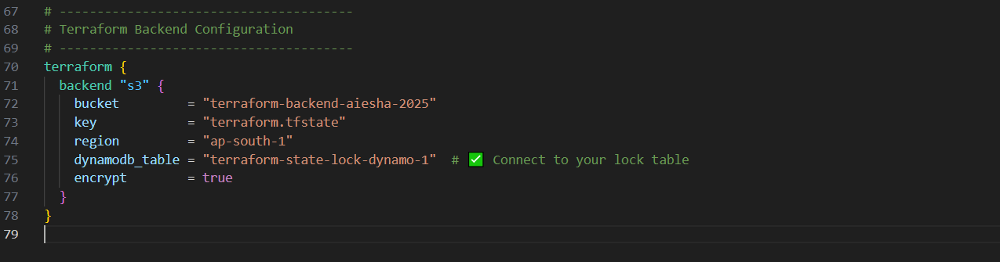 67 # ---------------------------------------
68 # Terraform Backend Configuration
69 # ---------------------------------------
70 terraform {
71   backend "s3" {
72     bucket         = "terraform-backend-aiesha-2025"
73     key            = "terraform.tfstate"
74     region         = "ap-south-1"
75     dynamodb_table = "terraform-state-lock-dynamo-1"  # ✅ Connect to your lock table
76     encrypt        = true
77   }
78 }
79